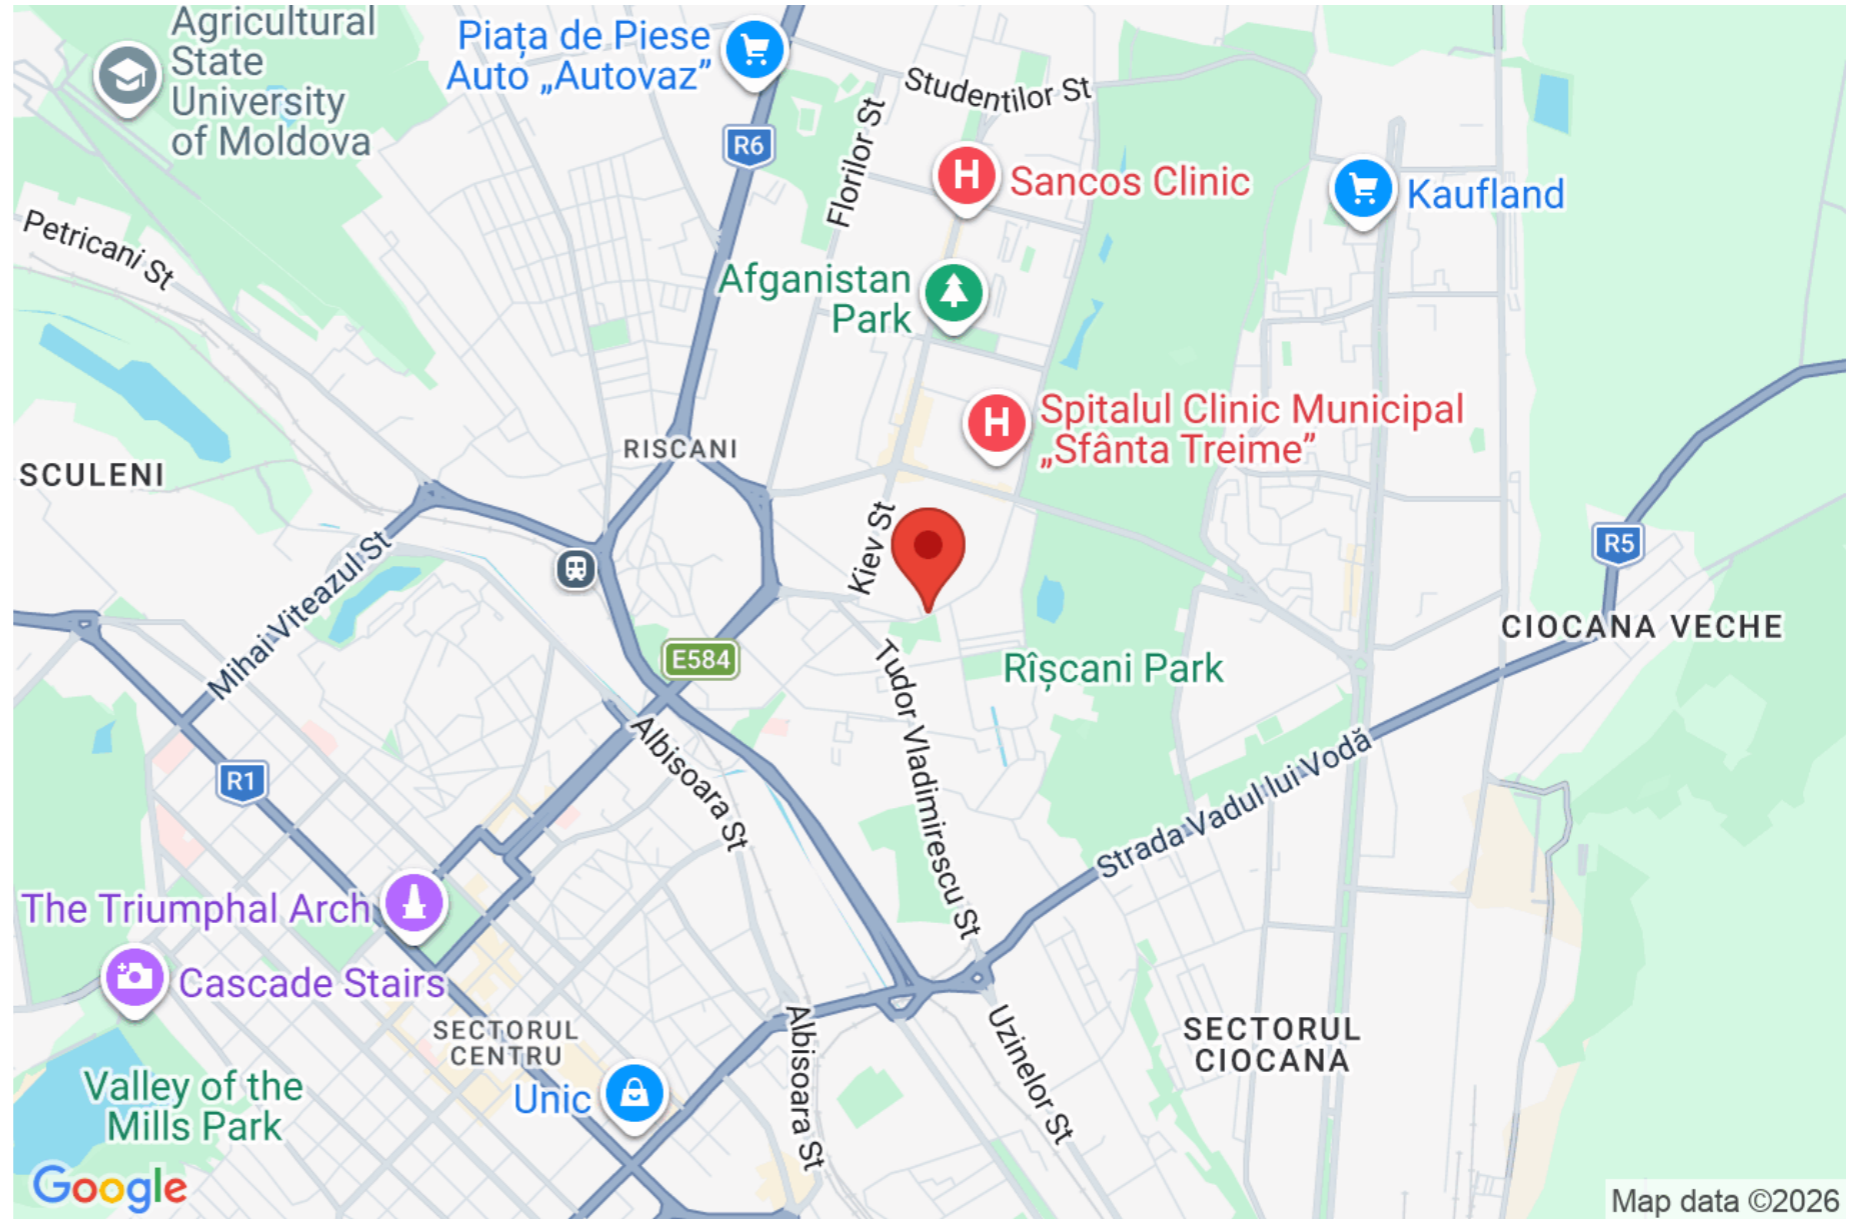 Agricultural
State
University
of Moldova
Piața de Piese
Auto „Autovaz”
Studentilor St
R6
Florilor St
Sancos Clinic
Kaufland
Petricani St
Afganistan
Park
Spitalul Clinic Municipal
„Sfânta Treime”
RISCANI
SCULENI
Kiev St
R5
Mihai Viteazul St
CIOCANA VECHE
E584
Rîșcani Park
Tudor Vladimirescu St
Albisoara St
R1
Strada Vadul lui Vodă
The Triumphal Arch
Cascade Stairs
SECTORUL
CENTRU
Albisoara St
Uzinelor St
SECTORUL
CIOCANA
Unic
Valley of the
Mills Park
Google
Map data ©2026